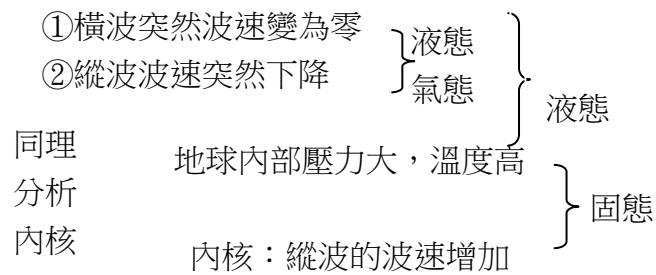 ①橫波突然波速變為零
②縱波波速突然下降
液態
氣態
液態
同理
分析
內核
地球內部壓力大，溫度高
固態
內核：縱波的波速增加